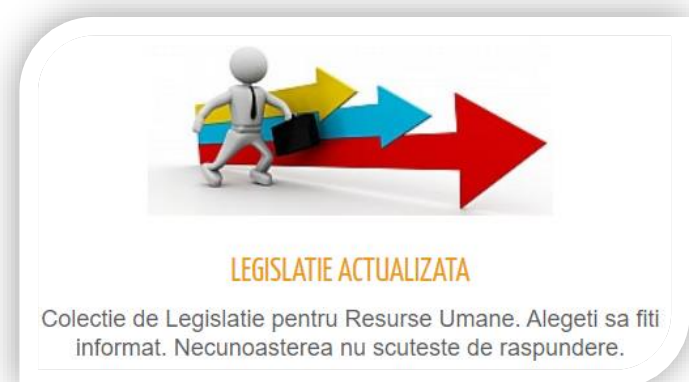 LEGISLATIE ACTUALIZATA
Colectie de Legislatie pentru Resurse Umane. Alegeti sa fiti
informat. Necunoasterea nu scuteste de raspundere.